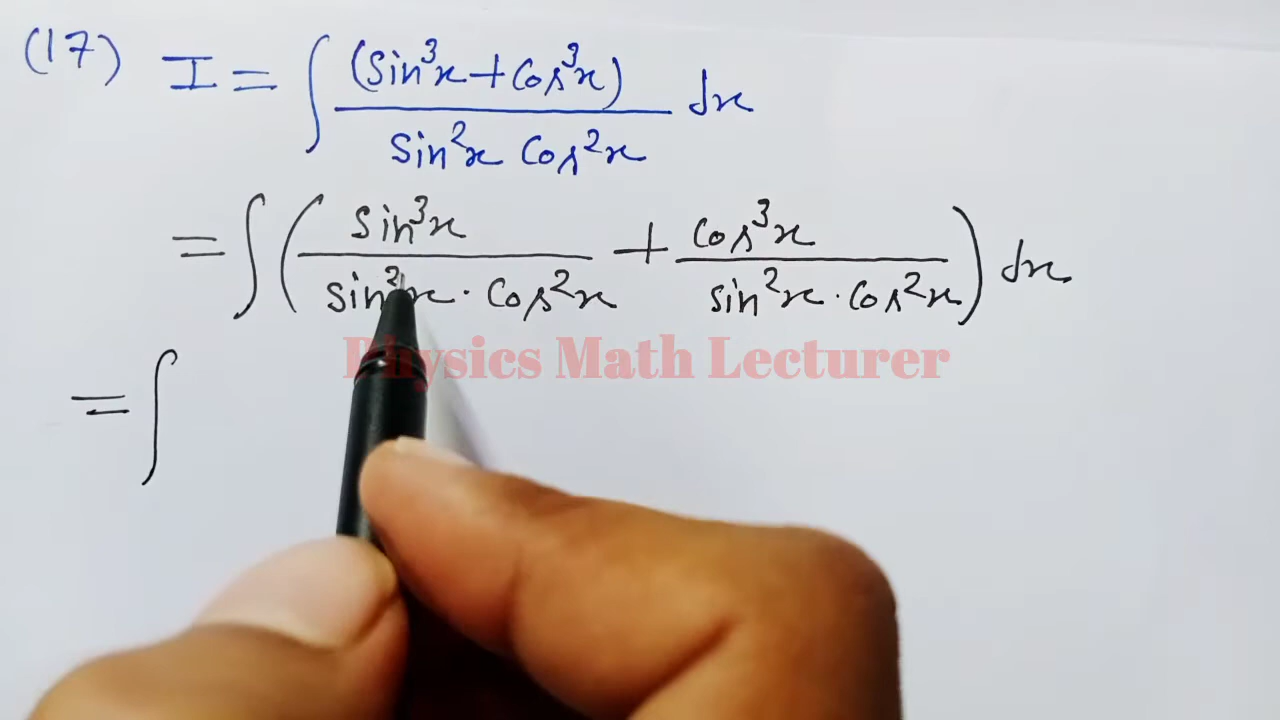 (17) I = ∫ (Sin³x + Cos³x) / Sin²x Cos²x dx
= ∫ ( Sin³x / Sin²x · Cos²x + Cos³x / Sin²x · Cos²x ) dx
Physics Math Lecturer
= ∫